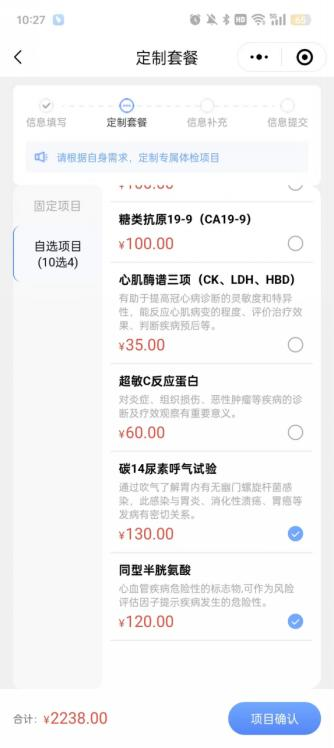 10:27
HD
5G
65
定制套餐
信息填写
定制套餐
信息补充
信息提交
请根据自身需求，定制专属体检项目
固定项目
自选项目
(10选4)
糖类抗原19-9（CA19-9）
¥100.00
心肌酶谱三项（CK、LDH、HBD）
有助于提高冠心病诊断的灵敏度和特异
性，能反应心肌病变的程度、评价治疗效
果、判断疾病预后等。
¥35.00
超敏C反应蛋白
对炎症、组织损伤、恶性肿瘤等疾病的诊
断及疗效观察有重要意义。
¥60.00
碳14尿素呼气试验
通过吹气了解胃内有无幽门螺旋杆菌感
染，此感染与胃炎、消化性溃疡、胃癌等
发病有密切关系。
¥130.00
同型半胱氨酸
心血管疾病危险性的标志物,可作为风险
评估因子提示疾病发生的危险性。
¥120.00
合计：¥2238.00
项目确认